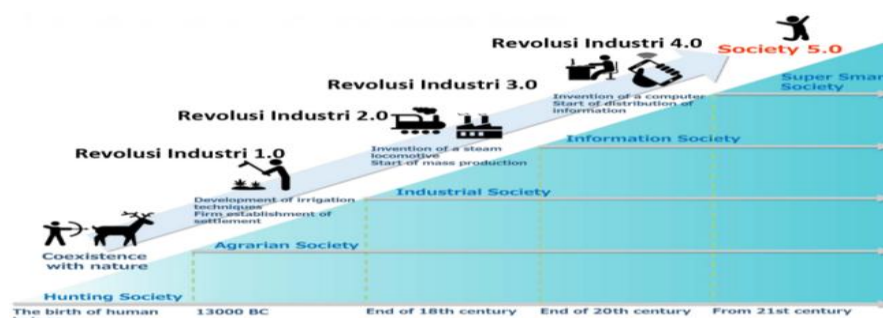 Revolusi Industri 4.0
Society 5.0
Super Smar
Society
Revolusi Industri 3.0
Invention of a computer
Start of distribution of
information
Information Society
Revolusi Industri 2.0
Invention of a steam
locomotive
Start of mass production
Industrial Society
Revolusi Industri 1.0
Development of irrigation
techniques
Firm establishment of
settlement
Agrarian Society
Coexistence
with nature
Hunting Society
The birth of human
13000 BC
End of 18th century
End of 20th century
From 21st century